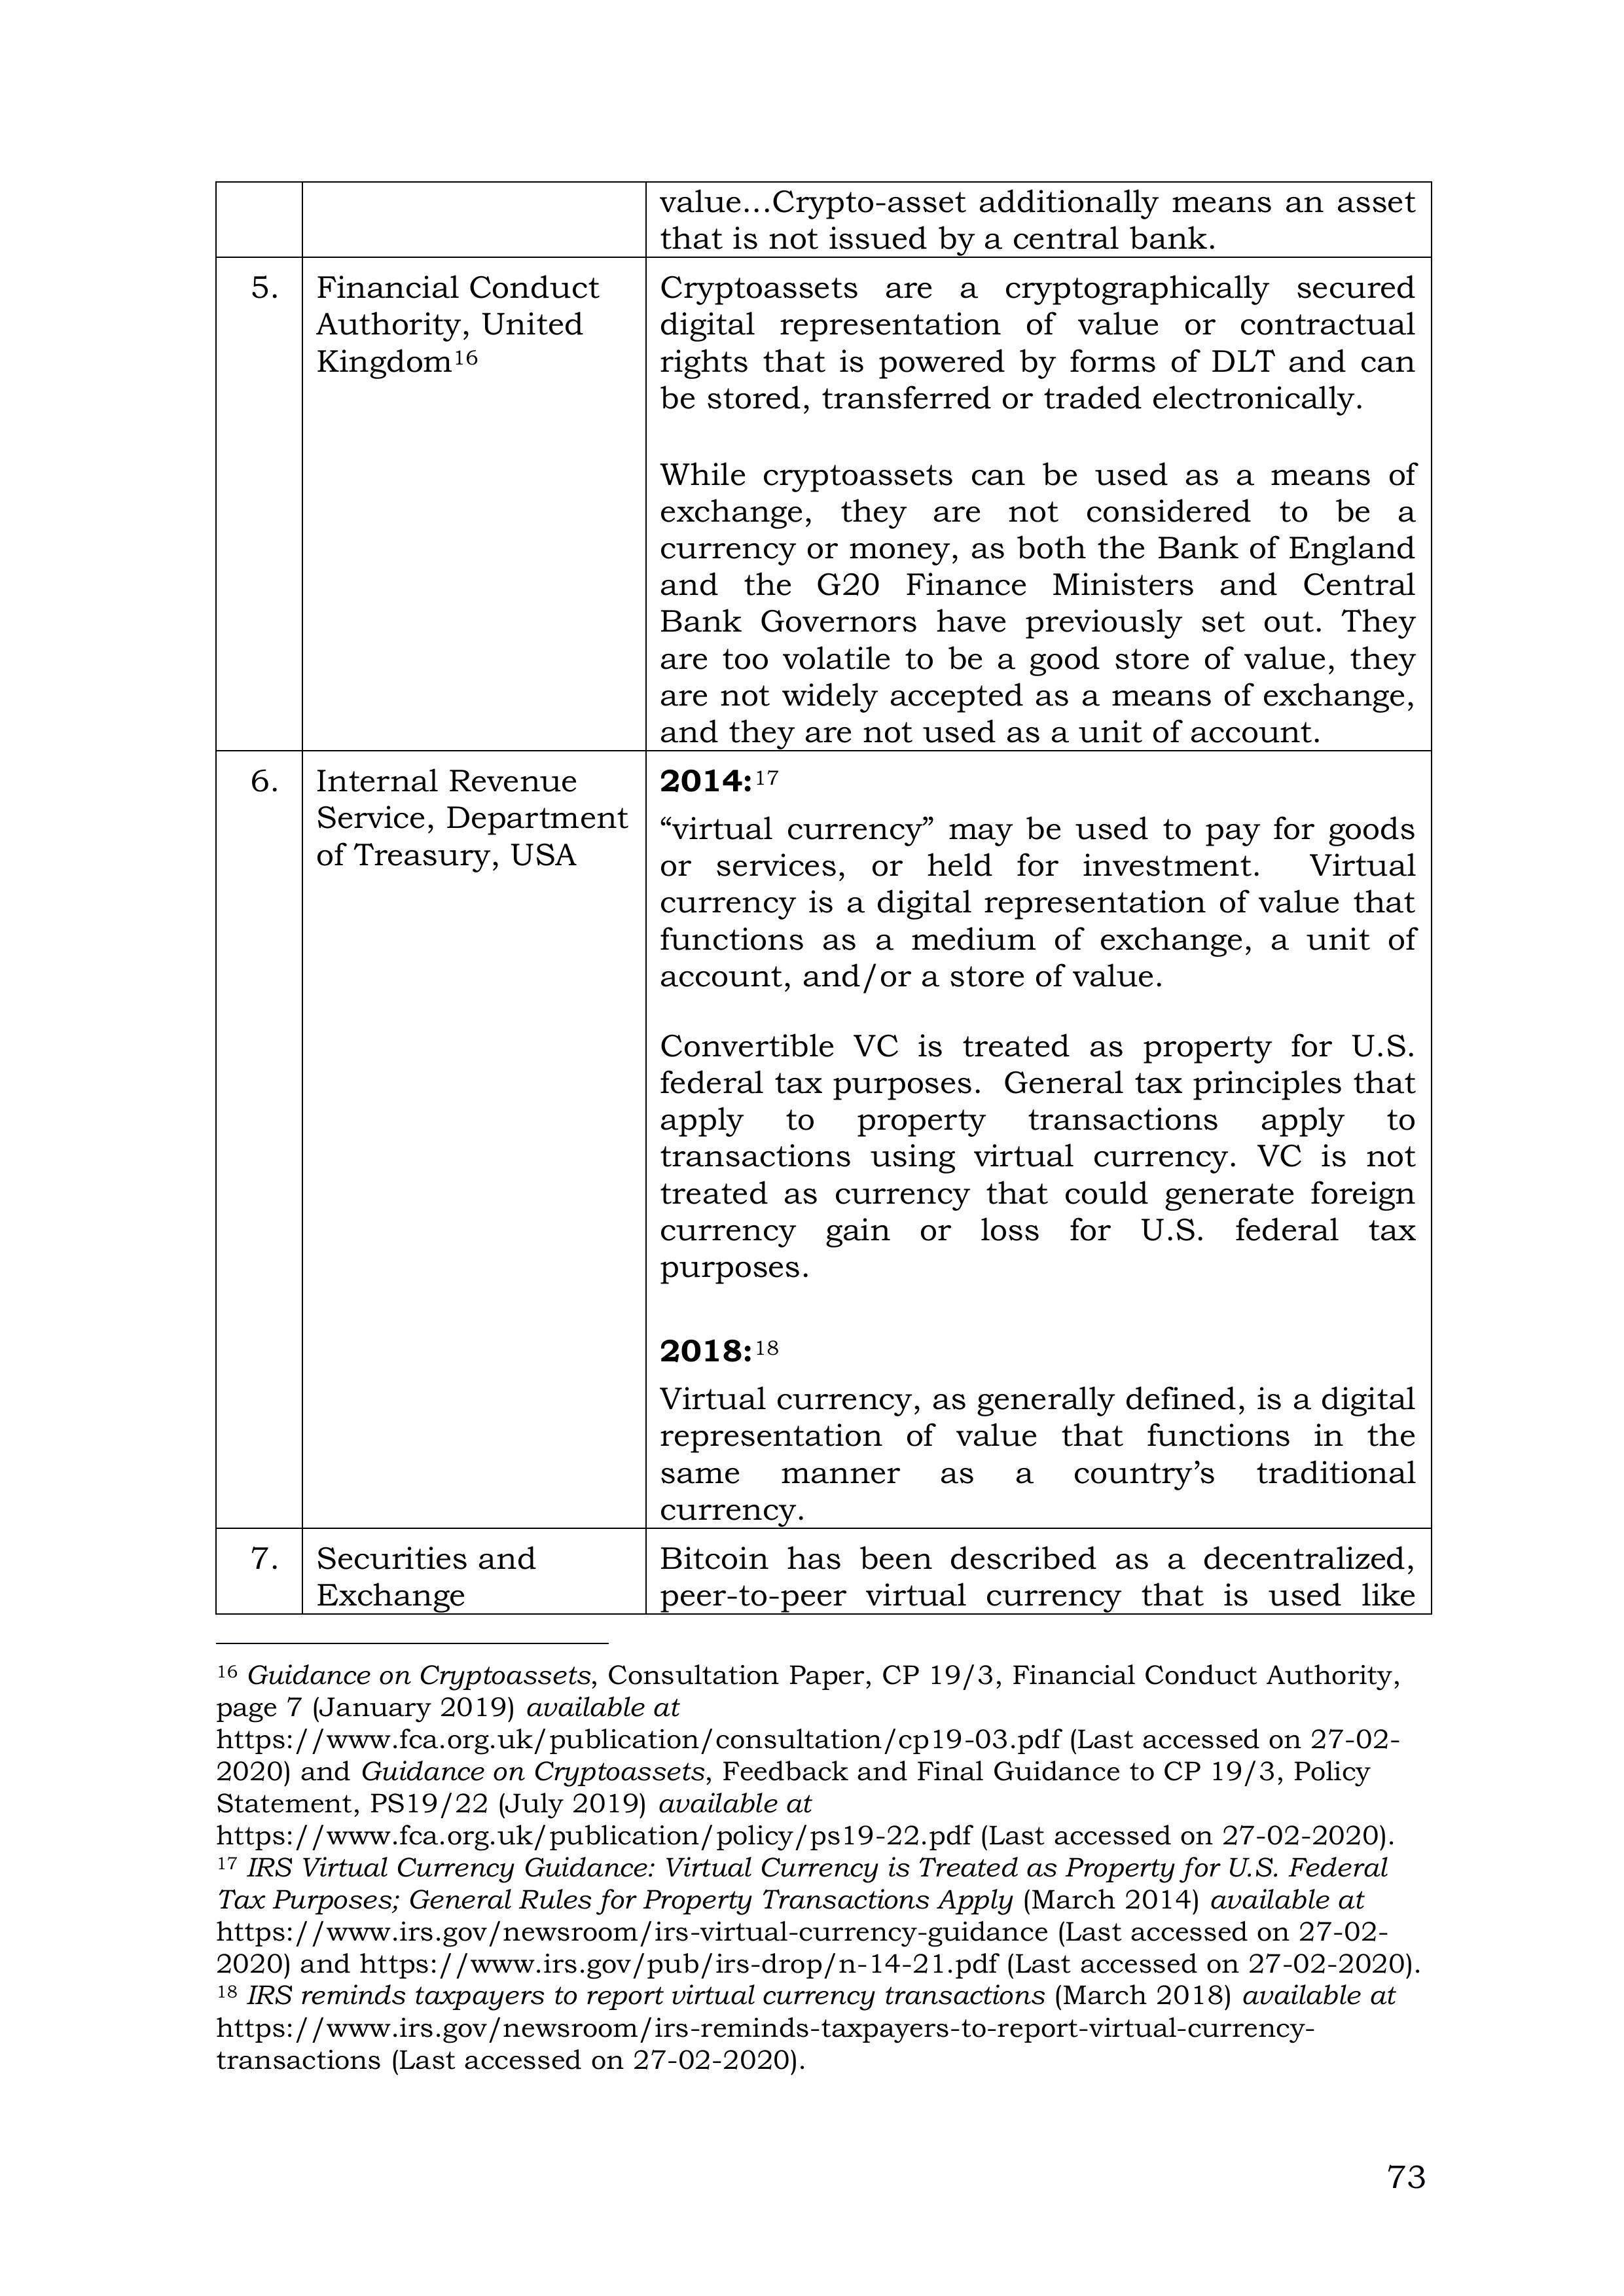 value...Crypto-asset additionally means an asset
that is not issued by a central bank.
5.
Financial Conduct
Authority, United
Kingdom16
Cryptoassets are a cryptographically secured
digital representation of value or contractual
rights that is powered by forms of DLT and can
be stored, transferred or traded electronically.
While cryptoassets can be used as a means of
exchange, they are not considered to be a
currency or money, as both the Bank of England
and the G20 Finance Ministers and Central
Bank Governors have previously set out. They
are too volatile to be a good store of value, they
are not widely accepted as a means of exchange,
and they are not used as a unit of account.
6.
Internal Revenue
Service, Department
of Treasury, USA
2014:17
“virtual currency” may be used to pay for goods
or services, or held for investment. Virtual
currency is a digital representation of value that
functions as a medium of exchange, a unit of
account, and/or a store of value.
Convertible VC is treated as property for U.S.
federal tax purposes. General tax principles that
apply to property transactions apply to
transactions using virtual currency. VC is not
treated as currency that could generate foreign
currency gain or loss for U.S. federal tax
purposes.
2018:18
Virtual currency, as generally defined, is a digital
representation of value that functions in the
same manner as a country’s traditional
currency.
7.
Securities and
Exchange
Bitcoin has been described as a decentralized,
peer-to-peer virtual currency that is used like
16 Guidance on Cryptoassets, Consultation Paper, CP 19/3, Financial Conduct Authority,
page 7 (January 2019) available at
https://www.fca.org.uk/publication/consultation/cp19-03.pdf (Last accessed on 27-02-
2020) and Guidance on Cryptoassets, Feedback and Final Guidance to CP 19/3, Policy
Statement, PS19/22 (July 2019) available at
https://www.fca.org.uk/publication/policy/ps19-22.pdf (Last accessed on 27-02-2020).
17 IRS Virtual Currency Guidance: Virtual Currency is Treated as Property for U.S. Federal
Tax Purposes; General Rules for Property Transactions Apply (March 2014) available at
https://www.irs.gov/newsroom/irs-virtual-currency-guidance (Last accessed on 27-02-
2020) and https://www.irs.gov/pub/irs-drop/n-14-21.pdf (Last accessed on 27-02-2020).
18 IRS reminds taxpayers to report virtual currency transactions (March 2018) available at
https://www.irs.gov/newsroom/irs-reminds-taxpayers-to-report-virtual-currency-
transactions (Last accessed on 27-02-2020).
73